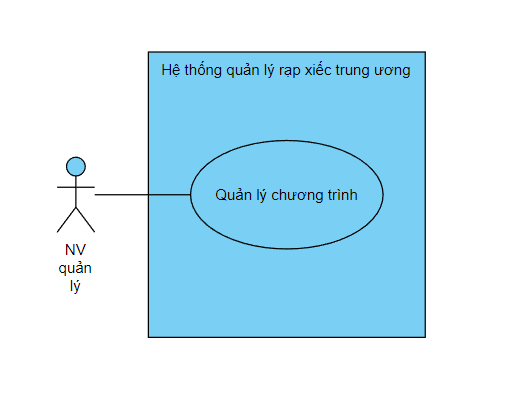 Hệ thống quản lý rạp xiếc trung ương
Quản lý chương trình
NV
quản
lý